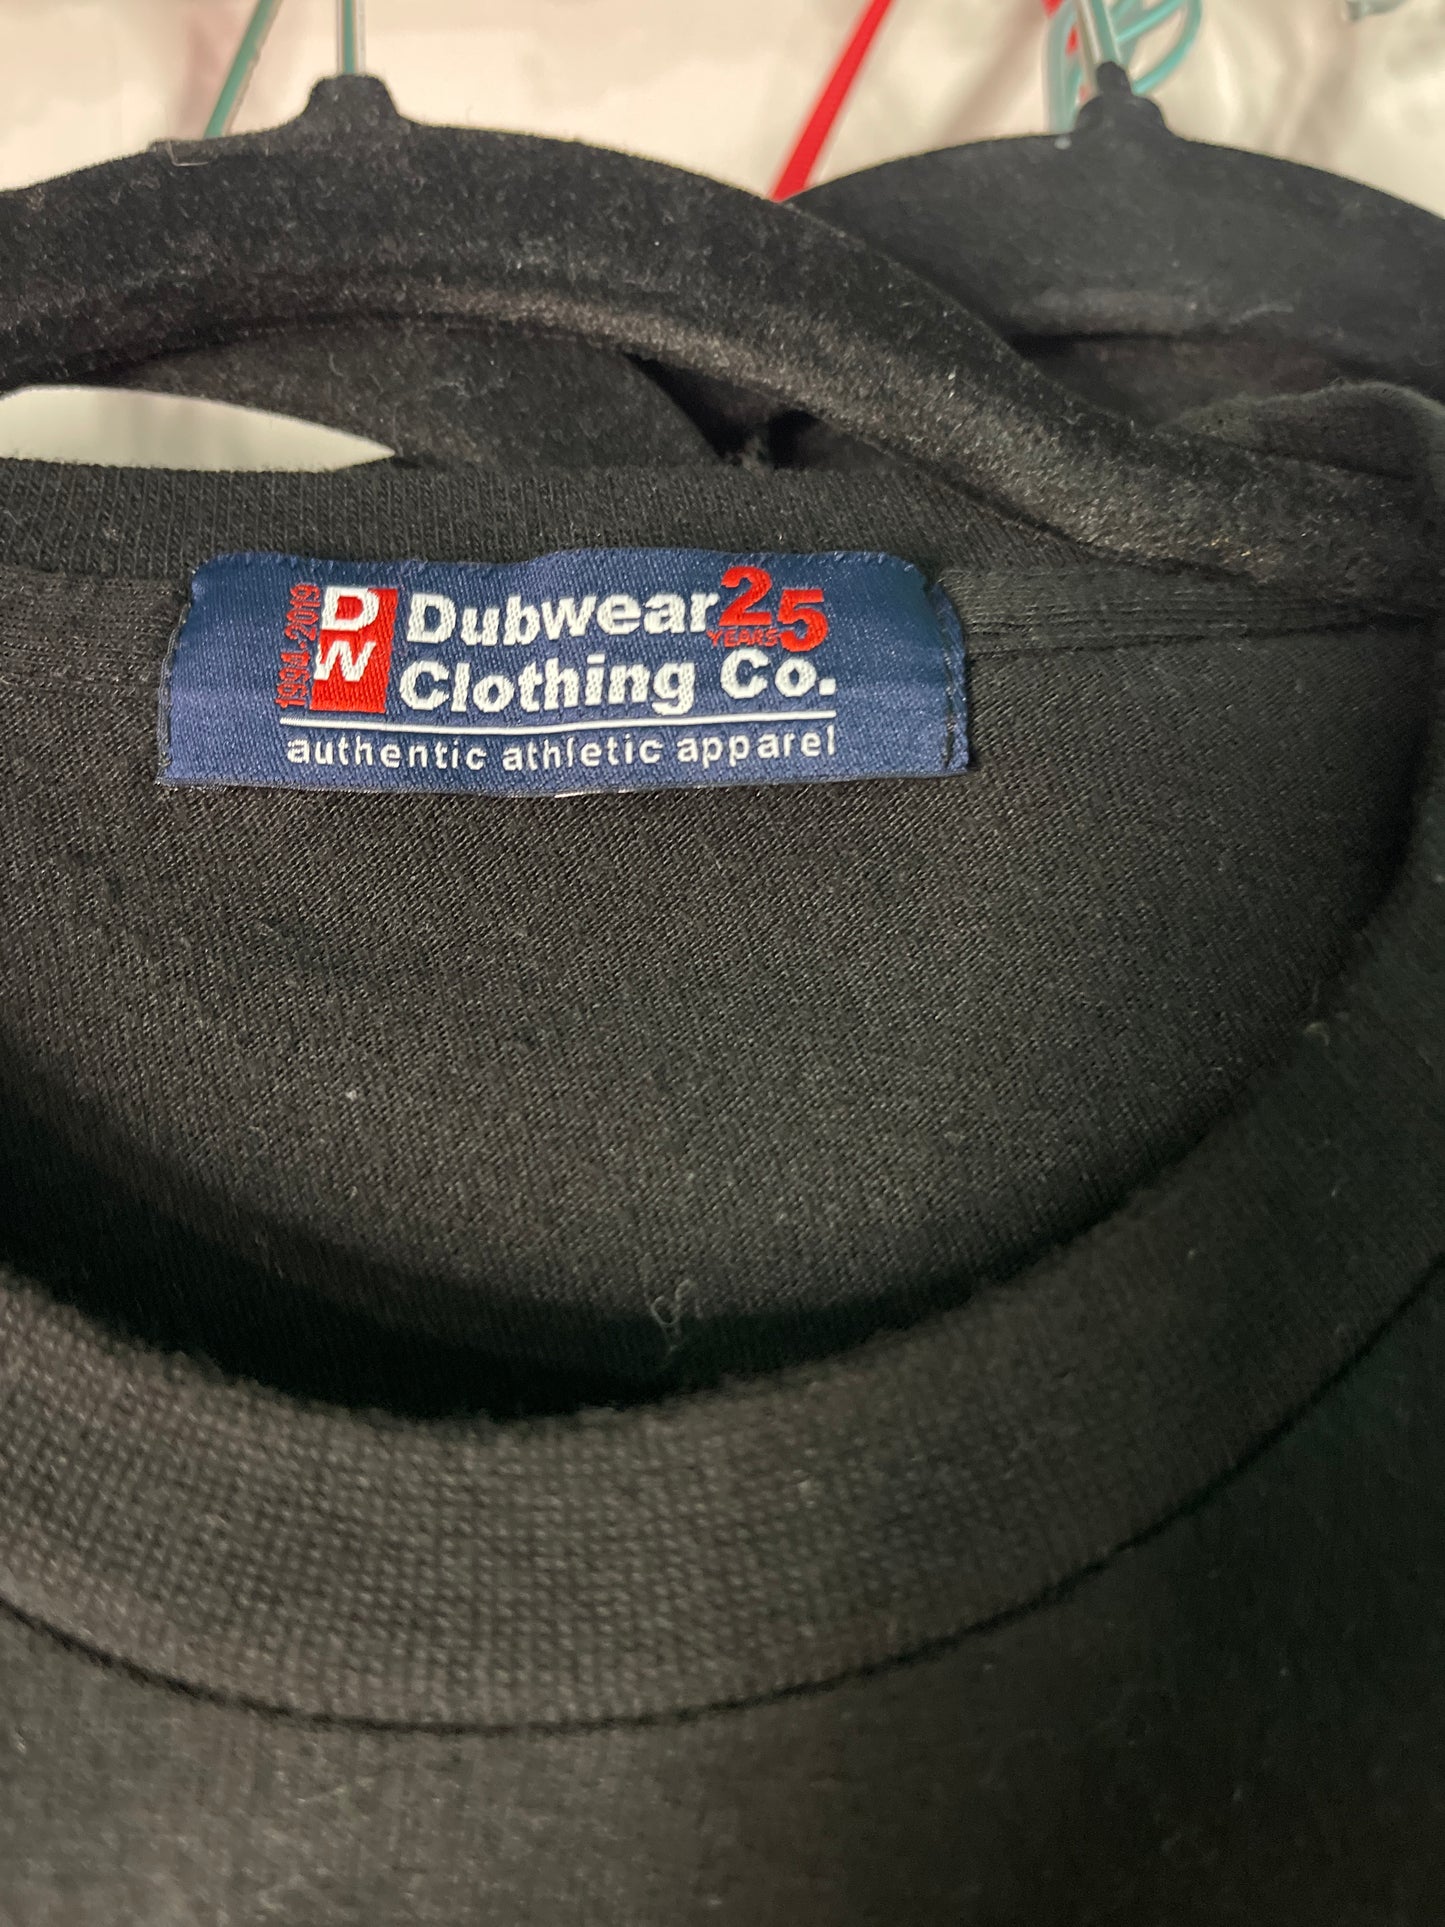 1994-2019
DW
Dubwear 25
YEARS
Clothing Co.
authentic athletic apparel